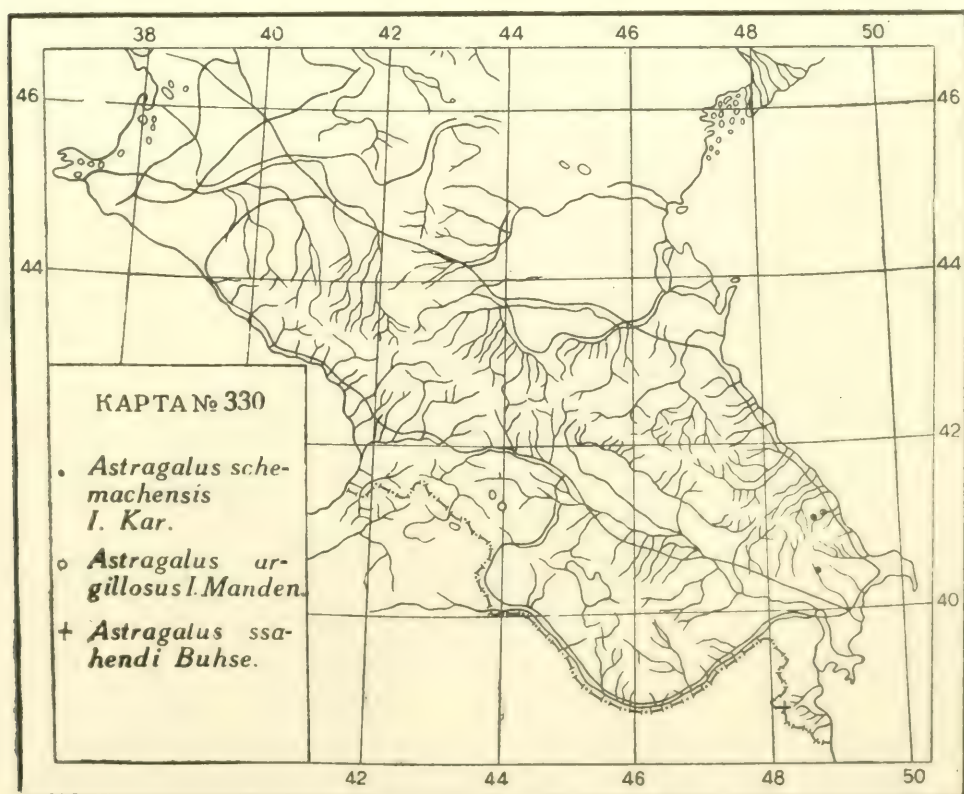 38 40 42 44 46 48 50
46 46
44 44
КАРТА № 330
42
• Astragalus sche-
machensis
I. Kar.
o Astragalus ar-
gillosus I. Manden.
40
+ Astragalus ssa-
hendi Buhse.
42 44 46 48 50